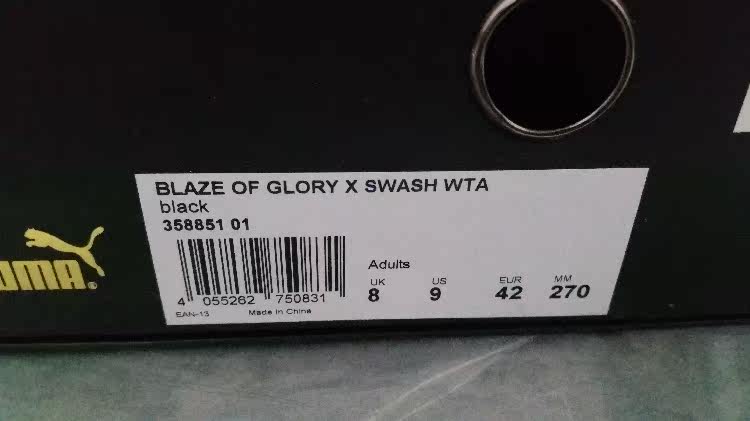 BLAZE OF GLORY X SWASH WTA
black
358851 01
Adults
UK US EUR MM
8 9 42 270
4 055262 750831
EAN-13 Made in China
UMA®